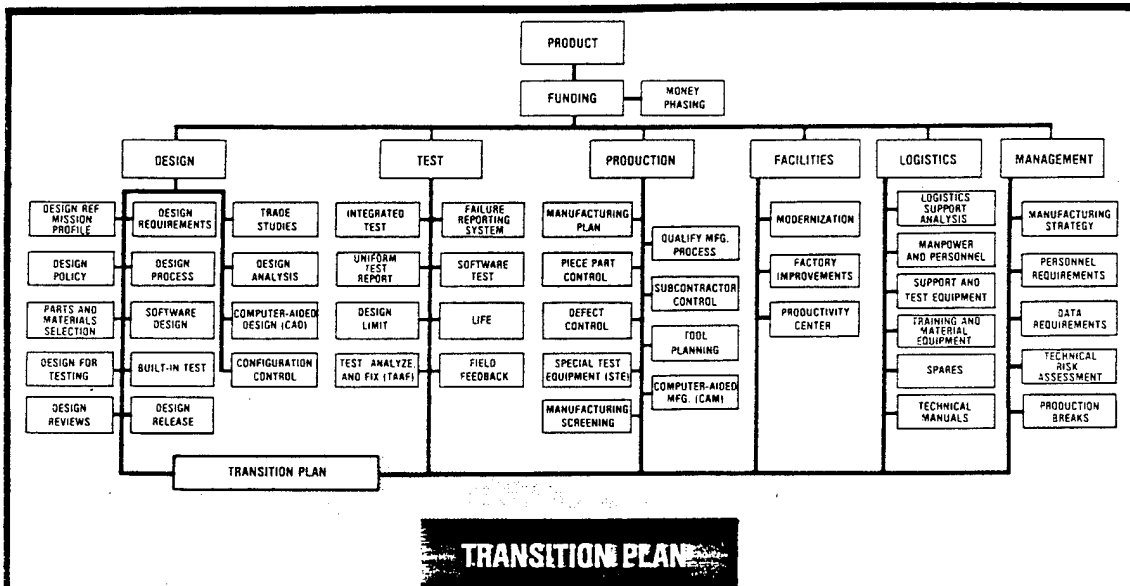 PRODUCT
FUNDING
MONEY
PHASING
DESIGN
TEST
PRODUCTION
FACILITIES
LOGISTICS
MANAGEMENT
DESIGN REF
MISSION
PROFILE
DESIGN
POLICY
PARTS AND
MATERIALS
SELECTION
DESIGN FOR
TESTING
DESIGN
REVIEWS
DESIGN
REQUIREMENTS
DESIGN
PROCESS
SOFTWARE
DESIGN
BUILT-IN TEST
DESIGN
RELEASE
TRADE
STUDIES
DESIGN
ANALYSIS
COMPUTER-AIDED
DESIGN (CAD)
CONFIGURATION
CONTROL
INTEGRATED
TEST
UNIFORM
TEST
REPORT
DESIGN
LIMIT
TEST ANALYZE,
AND FIX (TAAF)
FAILURE
REPORTING
SYSTEM
SOFTWARE
TEST
LIFE
FIELD
FEEDBACK
MANUFACTURING
PLAN
PIECE PART
CONTROL
DEFECT
CONTROL
SPECIAL TEST
EQUIPMENT (STE)
MANUFACTURING
SCREENING
QUALIFY MFG.
PROCESS
SUBCONTRACTOR
CONTROL
TOOL
PLANNING
COMPUTER-AIDED
MFG. (CAM)
MODERNIZATION
FACTORY
IMPROVEMENTS
PRODUCTIVITY
CENTER
LOGISTICS
SUPPORT
ANALYSIS
MANPOWER
AND PERSONNEL
SUPPORT AND
TEST EQUIPMENT
TRAINING AND
MATERIAL
EQUIPMENT
SPARES
TECHNICAL
MANUALS
MANUFACTURING
STRATEGY
PERSONNEL
REQUIREMENTS
DATA
REQUIREMENTS
TECHNICAL
RISK
ASSESSMENT
PRODUCTION
BREAKS
TRANSITION PLAN
TRANSITION PLAN